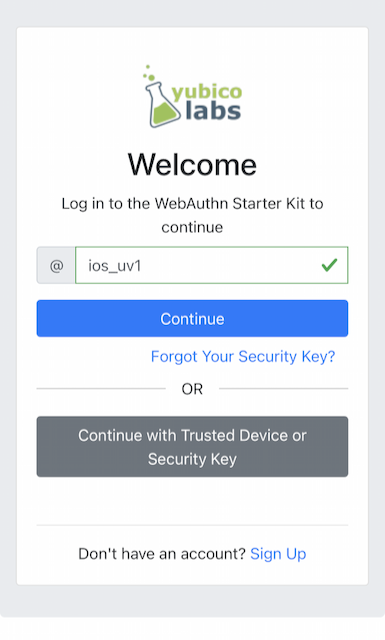 yubico
labs
Welcome
Log in to the WebAuthn Starter Kit to
continue
@ ios_uv1
Continue
Forgot Your Security Key?
OR
Continue with Trusted Device or
Security Key
Don't have an account? Sign Up